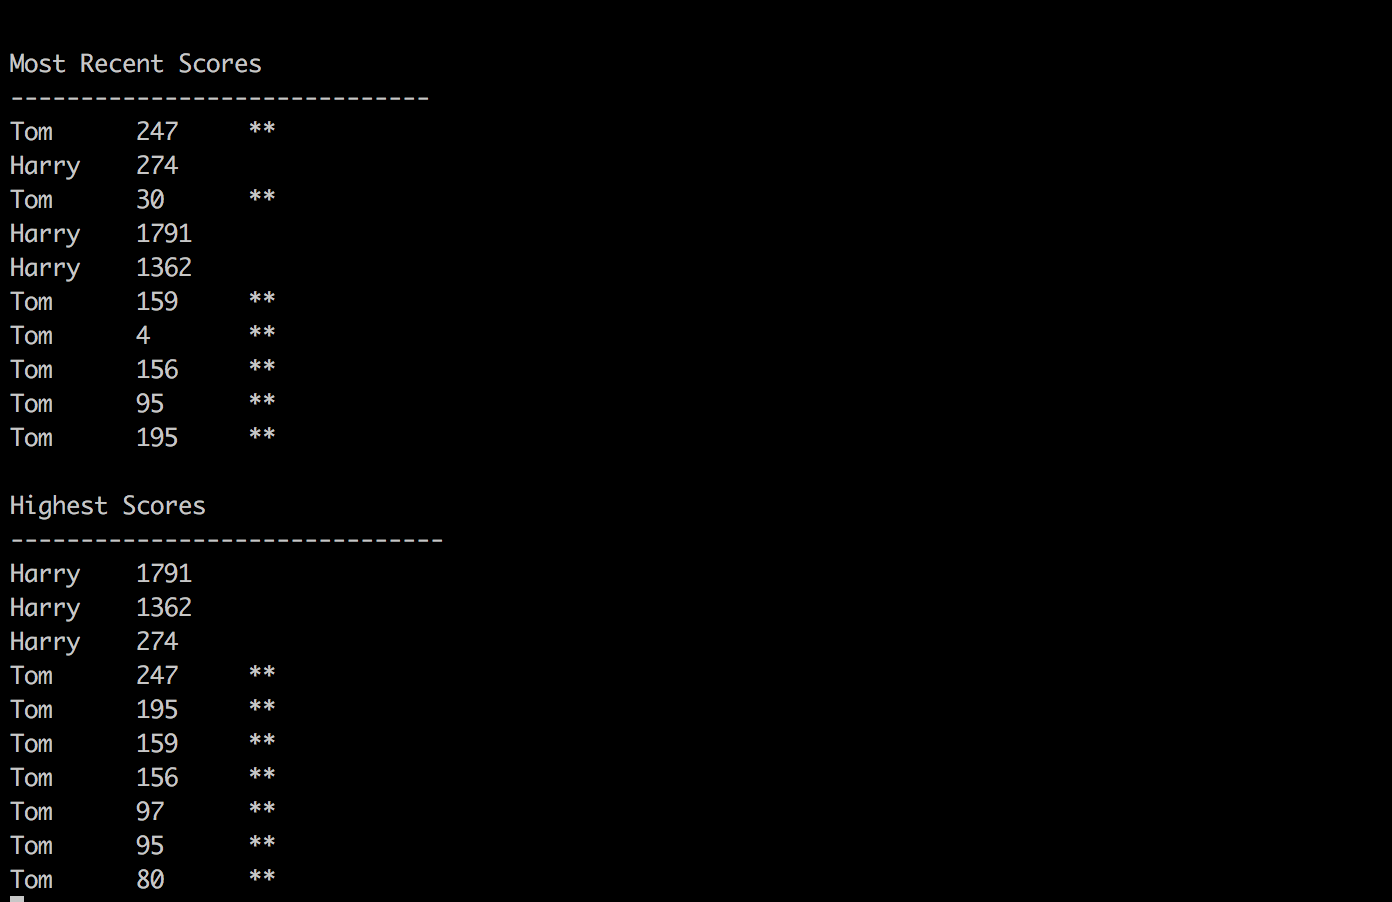 Most Recent Scores
------------------------------
Tom      247     **
Harry    274
Tom      30      **
Harry    1791
Harry    1362
Tom      159     **
Tom      4       **
Tom      156     **
Tom      95      **
Tom      195     **

Highest Scores
-------------------------------
Harry    1791
Harry    1362
Harry    274
Tom      247     **
Tom      195     **
Tom      159     **
Tom      156     **
Tom      97      **
Tom      95      **
Tom      80      **